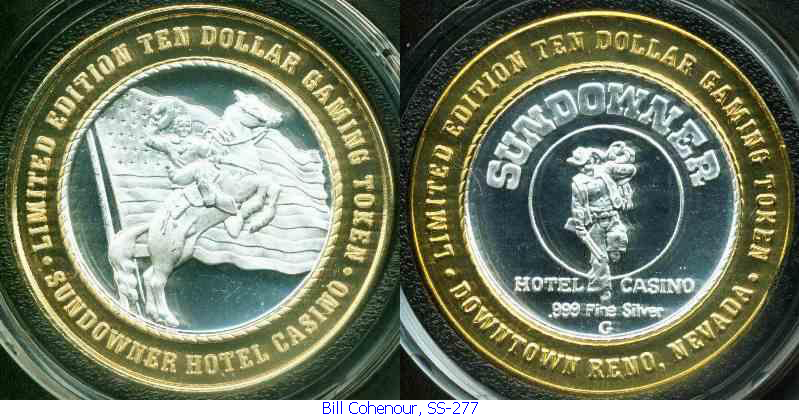 LIMITED EDITION TEN DOLLAR GAMING TOKEN
• SUNDOWNER HOTEL CASINO •
LIMITED EDITION TEN DOLLAR GAMING TOKEN
SUNDOWNER
HOTEL CASINO
.999 Fine Silver
G
• DOWNTOWN RENO, NEVADA •
Bill Cohenour, SS-277